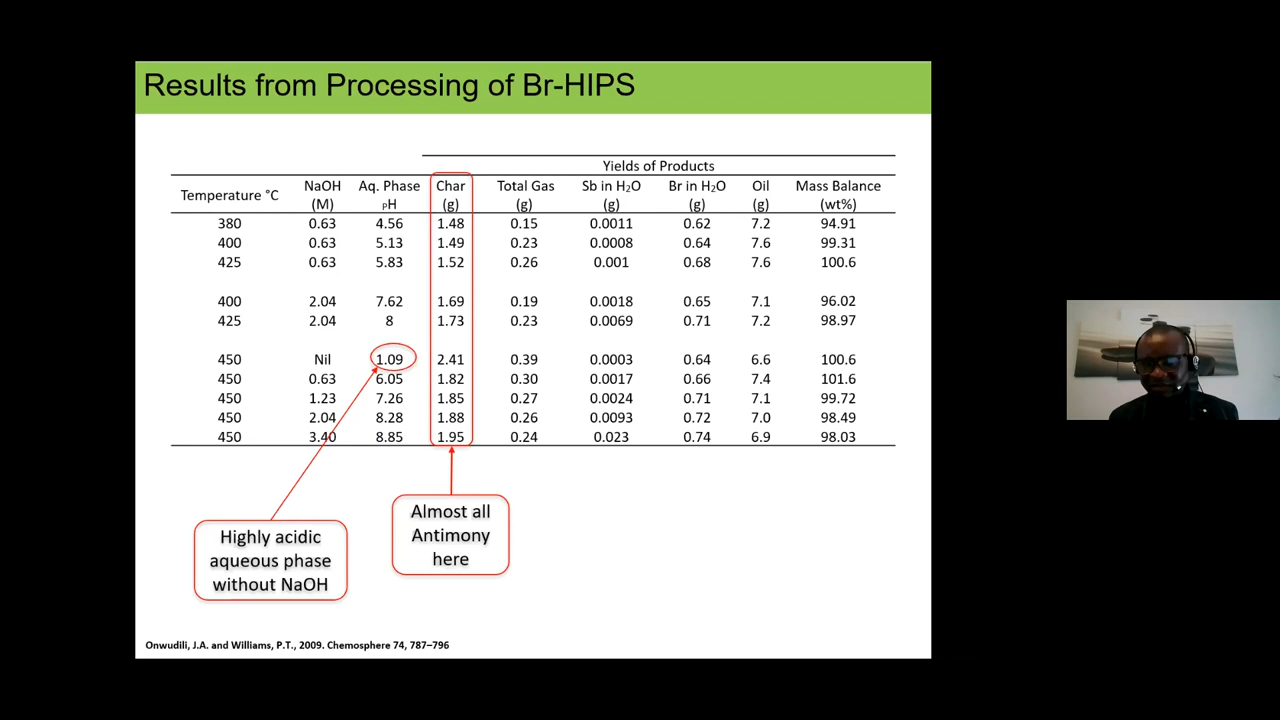 Results from Processing of Br-HIPS
Yields of Products
Temperature °C NaOH (M) Aq. Phase pH Char (g) Total Gas (g) Sb in H₂O (g) Br in H₂O (g) Oil (g) Mass Balance (wt%)
380 0.63 4.56 1.48 0.15 0.0011 0.62 7.2 94.91
400 0.63 5.13 1.49 0.23 0.0008 0.64 7.6 99.31
425 0.63 5.83 1.52 0.26 0.001 0.68 7.6 100.6
400 2.04 7.62 1.69 0.19 0.0018 0.65 7.1 96.02
425 2.04 8 1.73 0.23 0.0069 0.71 7.2 98.97
450 Nil 1.09 2.41 0.39 0.0003 0.64 6.6 100.6
450 0.63 6.05 1.82 0.30 0.0017 0.66 7.4 101.6
450 1.23 7.26 1.85 0.27 0.0024 0.71 7.1 99.72
450 2.04 8.28 1.88 0.26 0.0093 0.72 7.0 98.49
450 3.40 8.85 1.95 0.24 0.023 0.74 6.9 98.03
Highly acidic
aqueous phase
without NaOH
Almost all
Antimony
here
Onwudili, J.A. and Williams, P.T., 2009. Chemosphere 74, 787–796